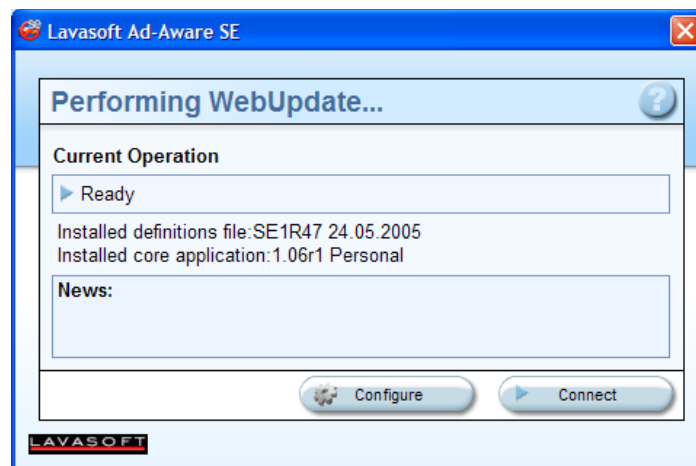 Lavasoft Ad-Aware SE
Performing WebUpdate...
?
Current Operation
Ready
Installed definitions file:SE1R47 24.05.2005
Installed core application:1.06r1 Personal
News:
Configure
Connect
LAVASOFT